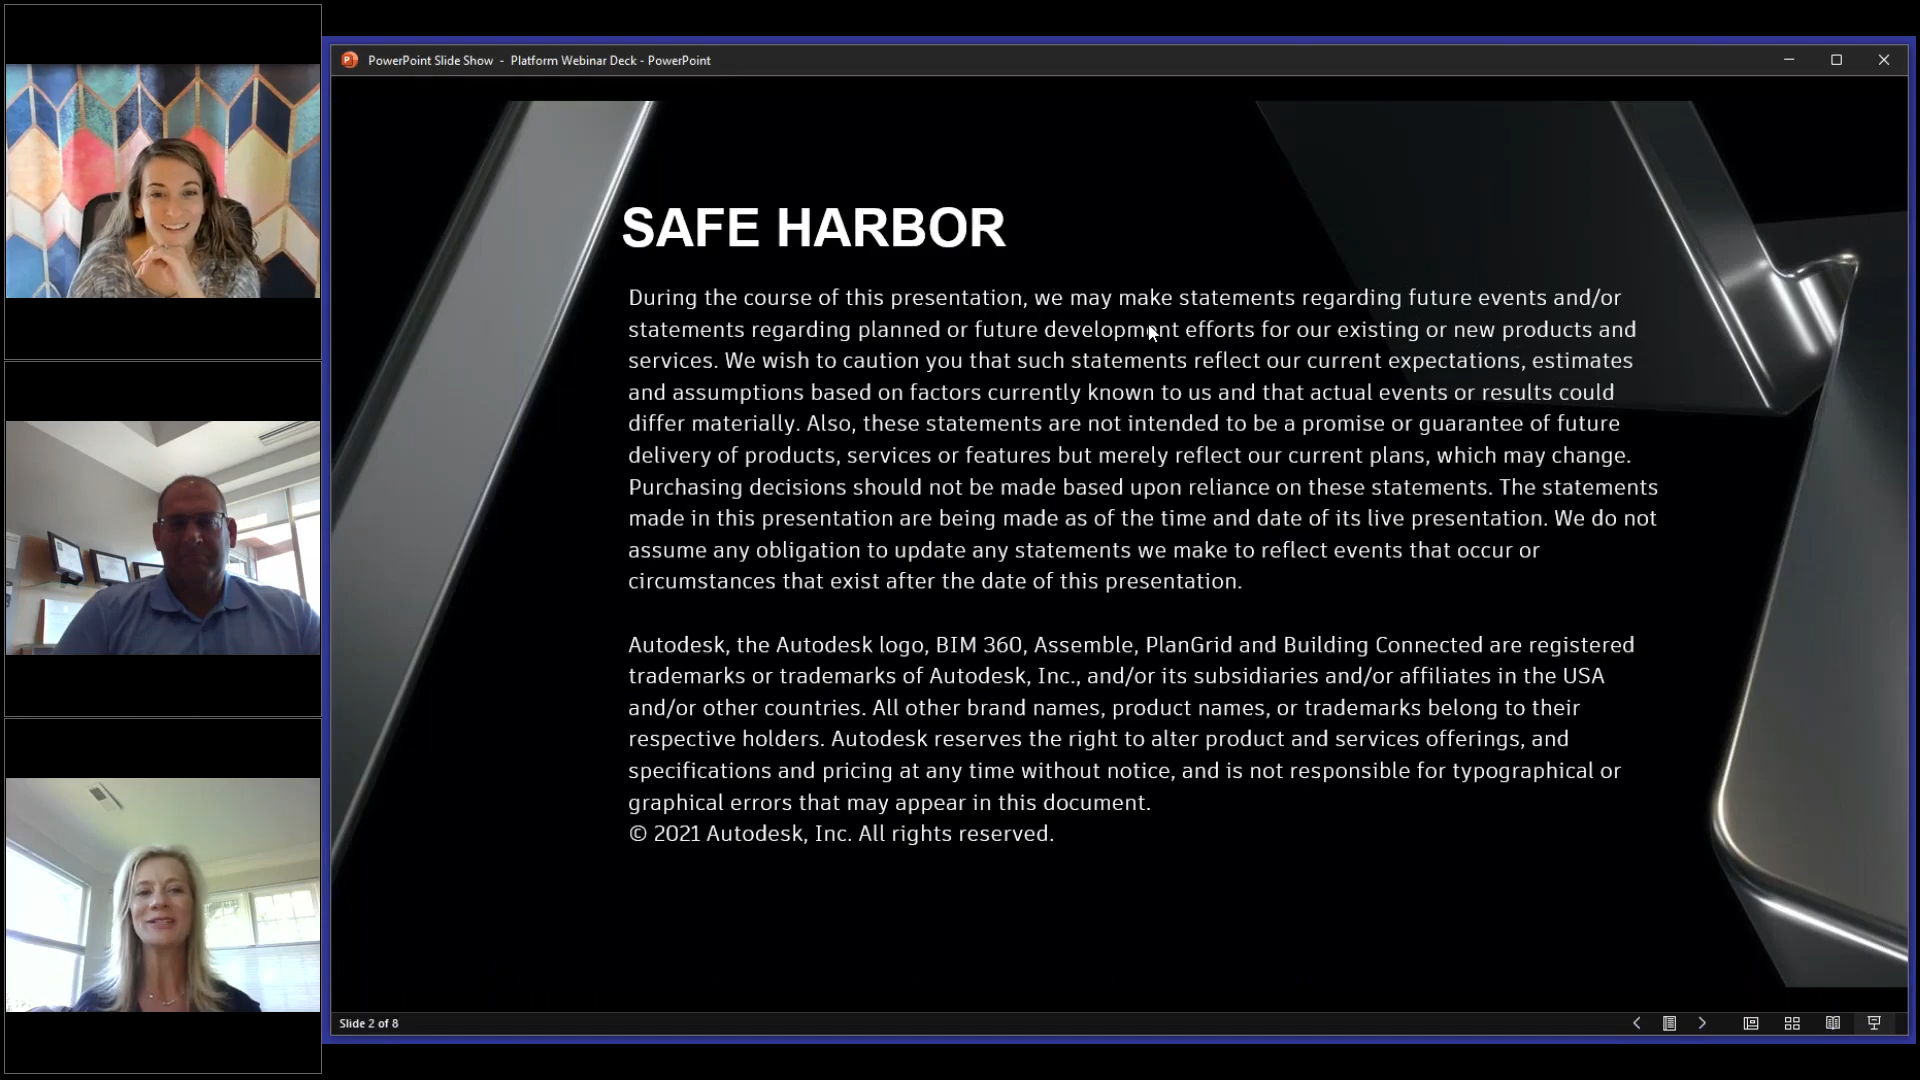 PowerPoint Slide Show - Platform Webinar Deck - PowerPoint
SAFE HARBOR
During the course of this presentation, we may make statements regarding future events and/or
statements regarding planned or future development efforts for our existing or new products and
services. We wish to caution you that such statements reflect our current expectations, estimates
and assumptions based on factors currently known to us and that actual events or results could
differ materially. Also, these statements are not intended to be a promise or guarantee of future
delivery of products, services or features but merely reflect our current plans, which may change.
Purchasing decisions should not be made based upon reliance on these statements. The statements
made in this presentation are being made as of the time and date of its live presentation. We do not
assume any obligation to update any statements we make to reflect events that occur or
circumstances that exist after the date of this presentation.
Autodesk, the Autodesk logo, BIM 360, Assemble, PlanGrid and Building Connected are registered
trademarks or trademarks of Autodesk, Inc., and/or its subsidiaries and/or affiliates in the USA
and/or other countries. All other brand names, product names, or trademarks belong to their
respective holders. Autodesk reserves the right to alter product and services offerings, and
specifications and pricing at any time without notice, and is not responsible for typographical or
graphical errors that may appear in this document.
© 2021 Autodesk, Inc. All rights reserved.
Slide 2 of 8